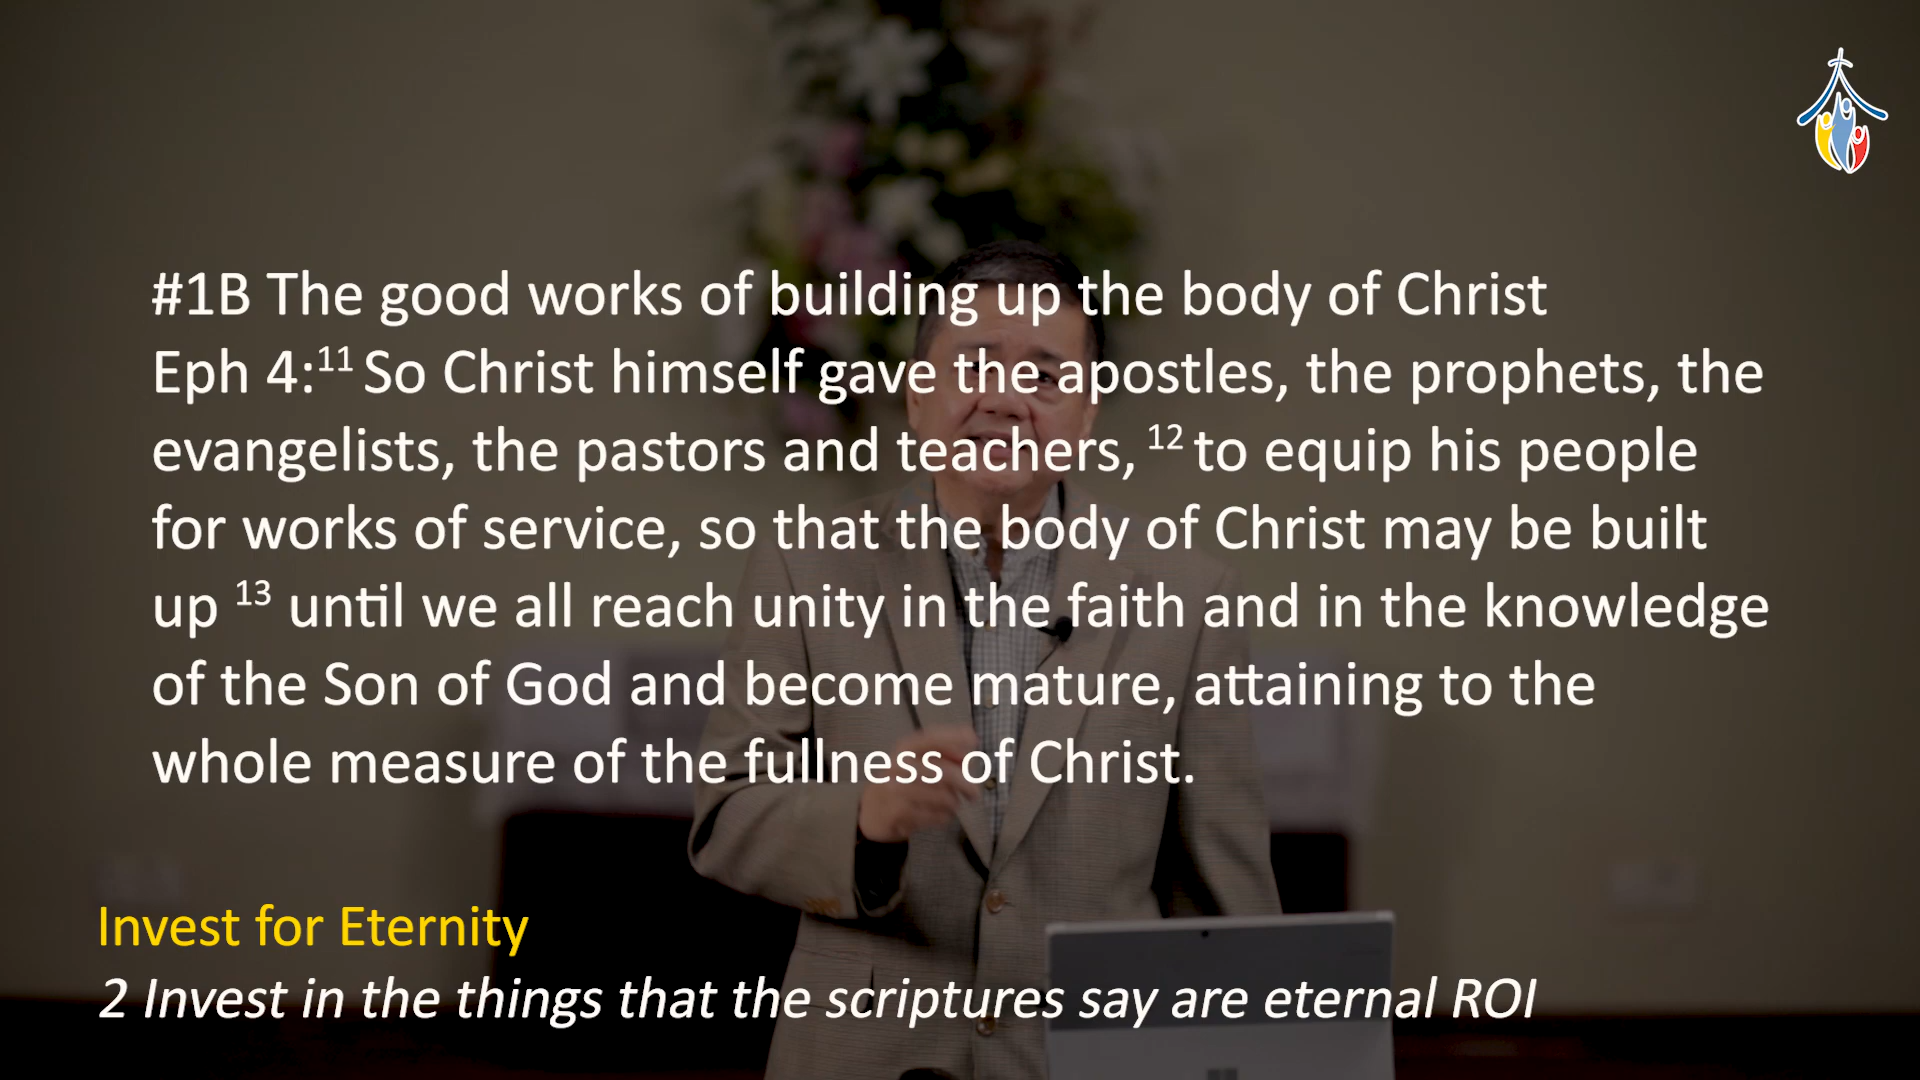 #1B The good works of building up the body of Christ
Eph 4:11 So Christ himself gave the apostles, the prophets, the
evangelists, the pastors and teachers, 12 to equip his people
for works of service, so that the body of Christ may be built
up 13 until we all reach unity in the faith and in the knowledge
of the Son of God and become mature, attaining to the
whole measure of the fullness of Christ.
Invest for Eternity
2 Invest in the things that the scriptures say are eternal ROI